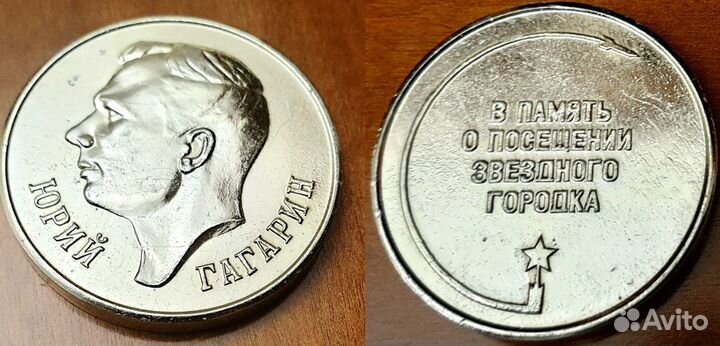 ЮРИЙ
ГАГАРИН
В ПАМЯТЬ
О ПОСЕЩЕНИИ
ЗВЕЗДНОГО
ГОРОДКА
Avito